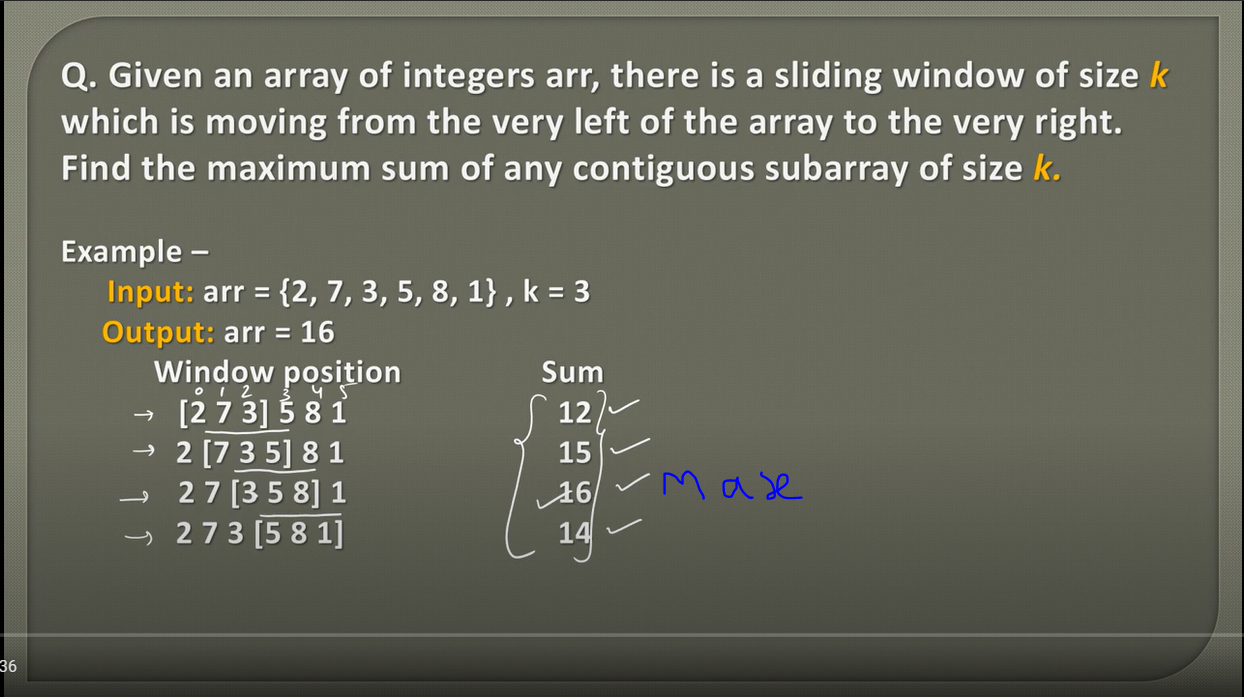 Q. Given an array of integers arr, there is a sliding window of size k
which is moving from the very left of the array to the very right.
Find the maximum sum of any contiguous subarray of size k.
Example –
Input: arr = {2, 7, 3, 5, 8, 1} , k = 3
Output: arr = 16
Window position Sum
0 1 2 3 4 5
→ [2 7 3] 5 8 1 12
→ 2 [7 3 5] 8 1 15
→ 2 7 [3 5 8] 1 16 Max
→ 2 7 3 [5 8 1] 14
36